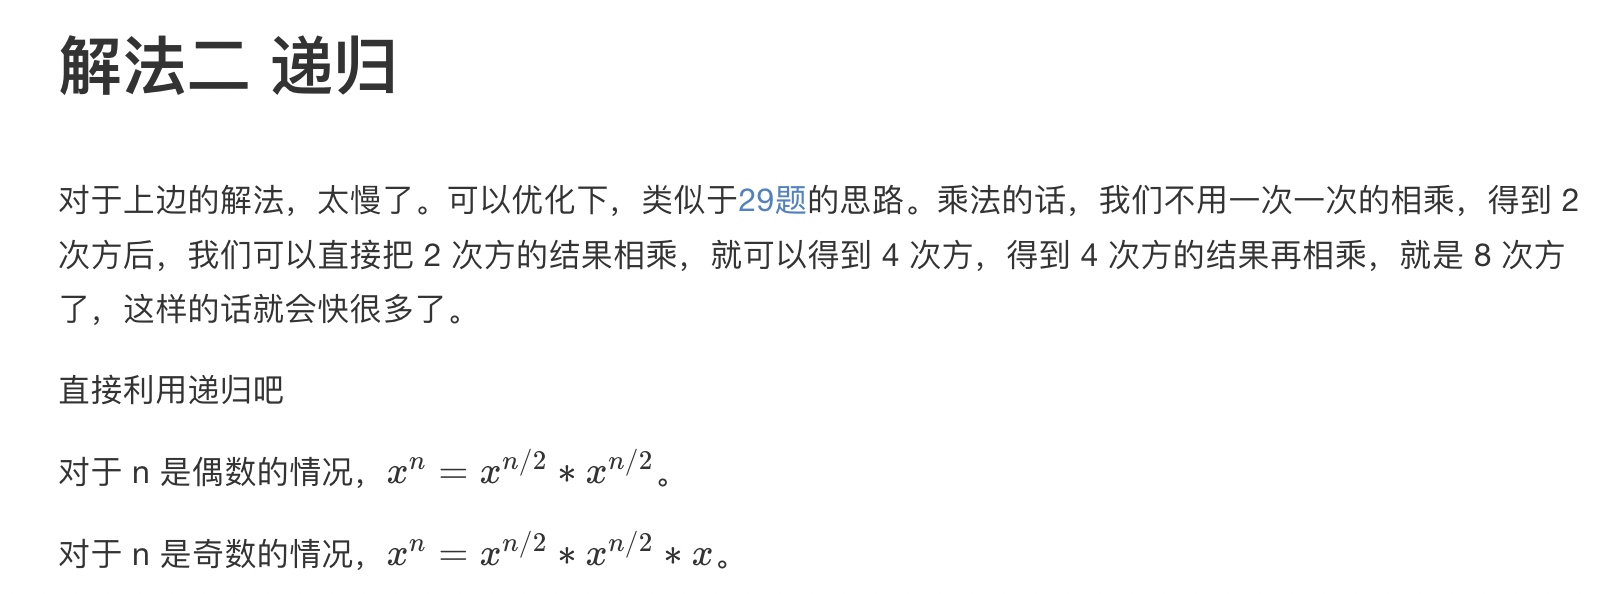 解法二 递归
对于上边的解法，太慢了。可以优化下，类似于29题的思路。乘法的话，我们不用一次一次的相乘，得到 2
次方后，我们可以直接把 2 次方的结果相乘，就可以得到 4 次方，得到 4 次方的结果再相乘，就是 8 次方
了，这样的话就会快很多了。
直接利用递归吧
对于 n 是偶数的情况，$x^n = x^{n/2} * x^{n/2}$。
对于 n 是奇数的情况，$x^n = x^{n/2} * x^{n/2} * x$。